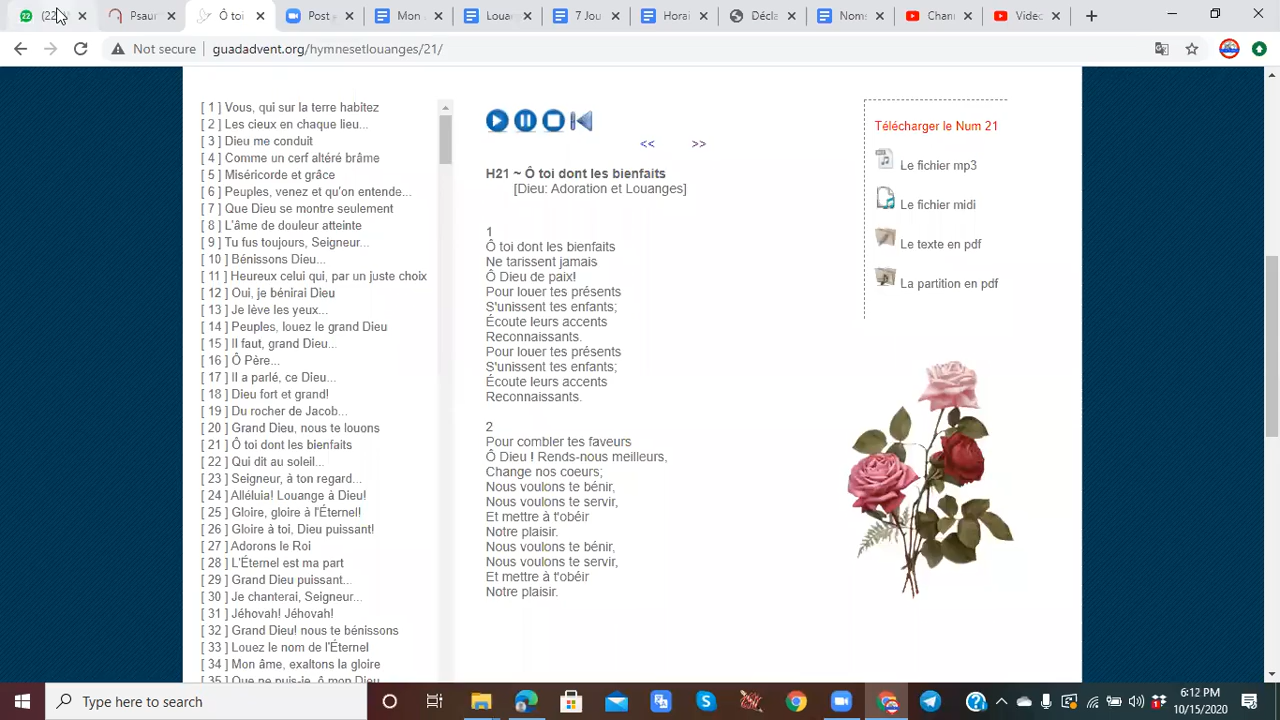 22
(22
Psau
Ô toi
Post
Mon
Loua
7 Jou
Horai
Décla
Noms
Chan
Vide
Not secure
guadadvent.org/hymnesetlouanges/21/
[ 1 ] Vous, qui sur la terre habitez
[ 2 ] Les cieux en chaque lieu...
[ 3 ] Dieu me conduit
[ 4 ] Comme un cerf altéré brâme
[ 5 ] Miséricorde et grâce
[ 6 ] Peuples, venez et qu'on entende...
[ 7 ] Que Dieu se montre seulement
[ 8 ] L'âme de douleur atteinte
[ 9 ] Tu fus toujours, Seigneur...
[ 10 ] Bénissons Dieu...
[ 11 ] Heureux celui qui, par un juste choix
[ 12 ] Oui, je bénirai Dieu
[ 13 ] Je lève les yeux...
[ 14 ] Peuples, louez le grand Dieu
[ 15 ] Il faut, grand Dieu...
[ 16 ] Ô Père...
[ 17 ] Il a parlé, ce Dieu...
[ 18 ] Dieu fort et grand!
[ 19 ] Du rocher de Jacob...
[ 20 ] Grand Dieu, nous te louons
[ 21 ] Ô toi dont les bienfaits
[ 22 ] Qui dit au soleil...
[ 23 ] Seigneur, à ton regard...
[ 24 ] Alléluia! Louange à Dieu!
[ 25 ] Gloire, gloire à l'Éternel!
[ 26 ] Gloire à toi, Dieu puissant!
[ 27 ] Adorons le Roi
[ 28 ] L'Éternel est ma part
[ 29 ] Grand Dieu puissant...
[ 30 ] Je chanterai, Seigneur...
[ 31 ] Jéhovah! Jéhovah!
[ 32 ] Grand Dieu! nous te bénissons
[ 33 ] Louez le nom de l'Éternel
[ 34 ] Mon âme, exaltons la gloire
[ 35 ] Que ne puis-je, ô mon Dieu
<< >>
H21 ~ Ô toi dont les bienfaits
[Dieu: Adoration et Louanges]
1
Ô toi dont les bienfaits
Ne tarissent jamais
Ô Dieu de paix!
Pour louer tes présents
S'unissent tes enfants;
Écoute leurs accents
Reconnaissants.
Pour louer tes présents
S'unissent tes enfants;
Écoute leurs accents
Reconnaissants.
2
Pour combler tes faveurs
Ô Dieu ! Rends-nous meilleurs,
Change nos coeurs;
Nous voulons te bénir,
Nous voulons te servir,
Et mettre à t'obéir
Notre plaisir.
Nous voulons te bénir,
Nous voulons te servir,
Et mettre à t'obéir
Notre plaisir.
Télécharger le Num 21
Le fichier mp3
Le fichier midi
Le texte en pdf
La partition en pdf
Type here to search
6:12 PM
10/15/2020